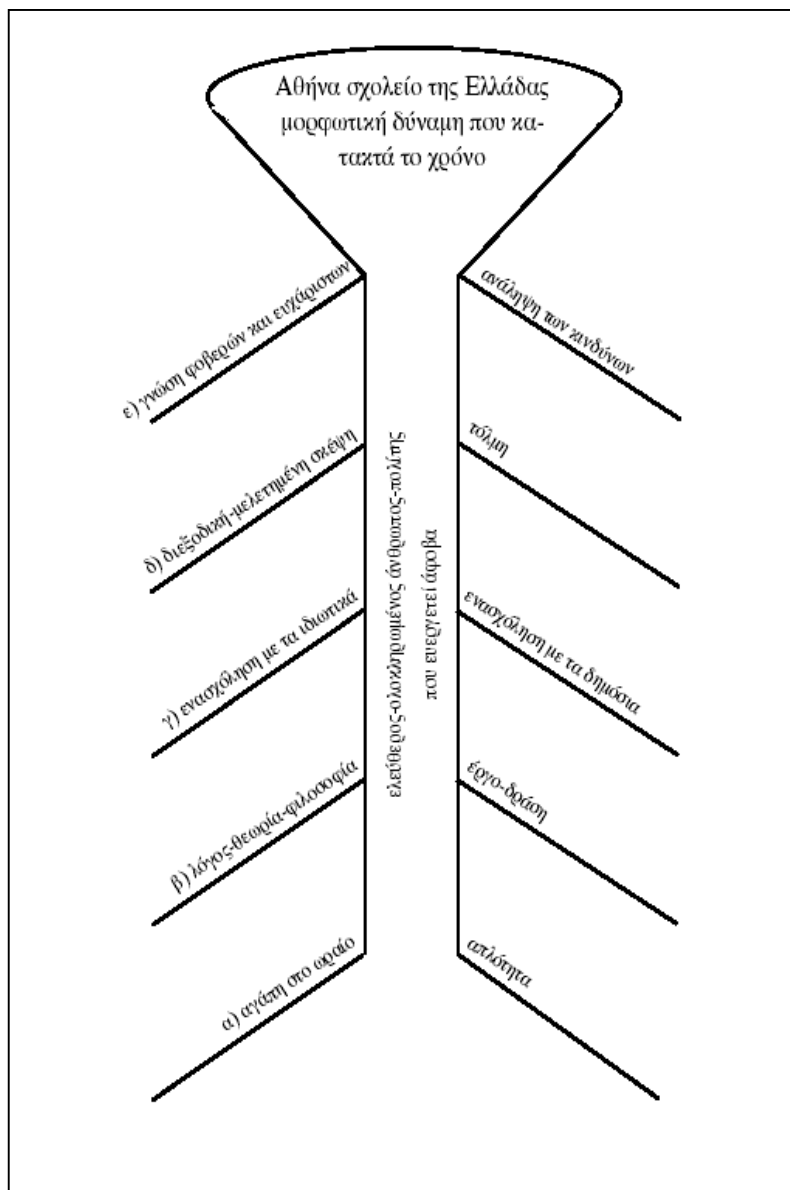 Αθήνα σχολείο της Ελλάδας
μορφωτική δύναμη που κα-
τακτά το χρόνο
ε) γνώση φοβερών και ευχάριστων
ανάληψη των κινδύνων
δ) διεξοδική-μελετημένη σκέψη
τόλμη
ελεύθερος-ολοκληρωμένος άνθρωπος-πολίτης
που ευεργετεί άφοβα
γ) ενασχόληση με τα ιδιωτικά
ενασχόληση με τα δημόσια
β) λόγος-θεωρία-φιλοσοφία
έργο-δράση
α) αγάπη στο ωραίο
απλότητα